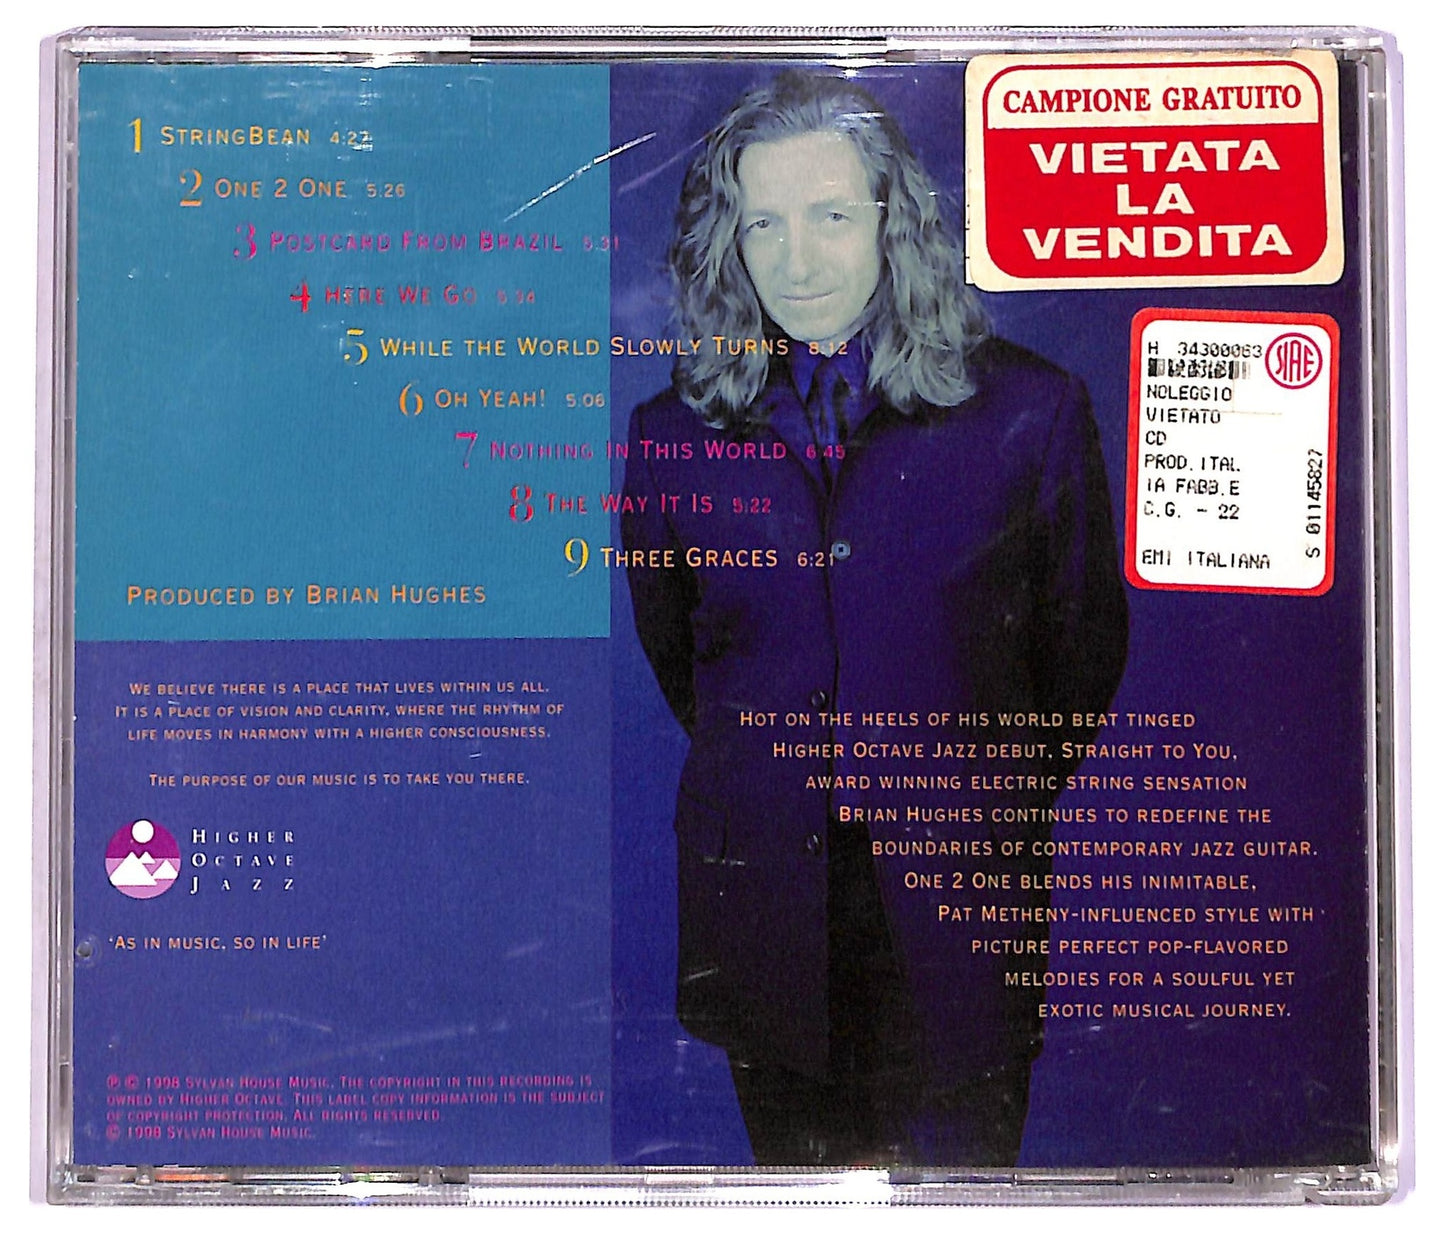 1 STRINGBEAN 4:27
2 ONE 2 ONE 5:26
3 POSTCARD FROM BRAZIL 5:31
4 HERE WE GO
5 WHILE THE WORLD SLOWLY TURNS 8:12
6 OH YEAH! 5:06
7 NOTHING IN THIS WORLD 6:45
8 THE WAY IT IS 5:22
9 THREE GRACES 6:21
PRODUCED BY BRIAN HUGHES
WE BELIEVE THERE IS A PLACE THAT LIVES WITHIN US ALL.
IT IS A PLACE OF VISION AND CLARITY, WHERE THE RHYTHM OF
LIFE MOVES IN HARMONY WITH A HIGHER CONSCIOUSNESS.
THE PURPOSE OF OUR MUSIC IS TO TAKE YOU THERE.
HIGHER
OCTAVE
JAZZ
'AS IN MUSIC, SO IN LIFE'
℗ © 1998 SYLVAN HOUSE MUSIC. THE COPYRIGHT IN THIS RECORDING IS
OWNED BY HIGHER OCTAVE. THIS LABEL COPY INFORMATION IS THE SUBJECT
OF COPYRIGHT PROTECTION. ALL RIGHTS RESERVED.
© 1998 SYLVAN HOUSE MUSIC.
CAMPIONE GRATUITO
VIETATA
LA
VENDITA
H 34300063
SIAE
NOLEGGIO
VIETATO
CD
PROD.ITAL.
IA FABB.E
C.G. - 22
EMI ITALIANA
S 01145827
HOT ON THE HEELS OF HIS WORLD BEAT TINGED
HIGHER OCTAVE JAZZ DEBUT, STRAIGHT TO YOU,
AWARD WINNING ELECTRIC STRING SENSATION
BRIAN HUGHES CONTINUES TO REDEFINE THE
BOUNDARIES OF CONTEMPORARY JAZZ GUITAR.
ONE 2 ONE BLENDS HIS INIMITABLE,
PAT METHENY-INFLUENCED STYLE WITH
PICTURE PERFECT POP-FLAVORED
MELODIES FOR A SOULFUL YET
EXOTIC MUSICAL JOURNEY.